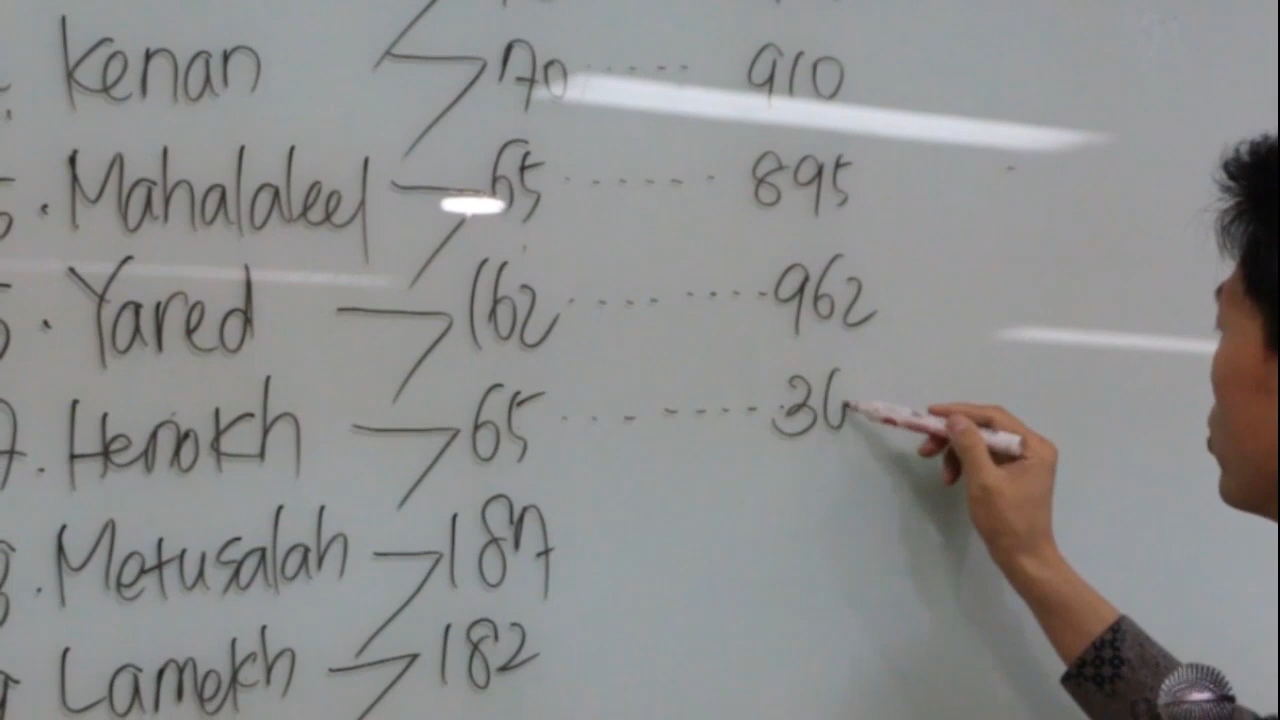 Kenan 70 ...... 910
5. Mahalaleel 65 ...... 895
6. Yared 162 ...... 962
7. Henokh 65 ...... 36
8. Metusalah 187
9 Lamekh 182